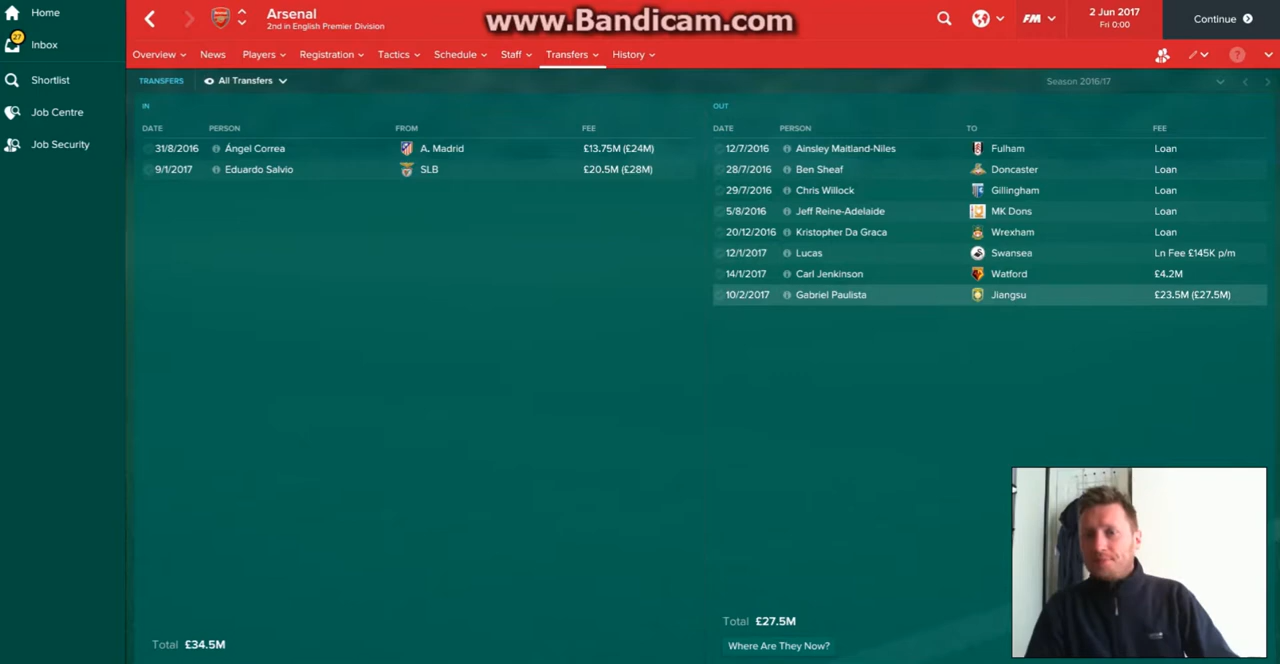 Home
Inbox
27
Shortlist
Job Centre
Job Security
Arsenal
2nd in English Premier Division
www.Bandicam.com
FM
2 Jun 2017
Fri 0:00
Continue
Overview News Players Registration Tactics Schedule Staff Transfers History
?
TRANSFERS All Transfers
Season 2016/17
IN
DATE PERSON FROM FEE
31/8/2016 Ángel Correa A. Madrid £13.75M (£24M)
9/1/2017 Eduardo Salvio SLB £20.5M (£28M)
Total £34.5M
OUT
DATE PERSON TO FEE
12/7/2016 Ainsley Maitland-Niles Fulham Loan
28/7/2016 Ben Sheaf Doncaster Loan
29/7/2016 Chris Willock Gillingham Loan
5/8/2016 Jeff Reine-Adelaide MK Dons Loan
20/12/2016 Kristopher Da Graca Wrexham Loan
12/1/2017 Lucas Swansea Ln Fee £145K p/m
14/1/2017 Carl Jenkinson Watford £4.2M
10/2/2017 Gabriel Paulista Jiangsu £23.5M (£27.5M)
Total £27.5M
Where Are They Now?